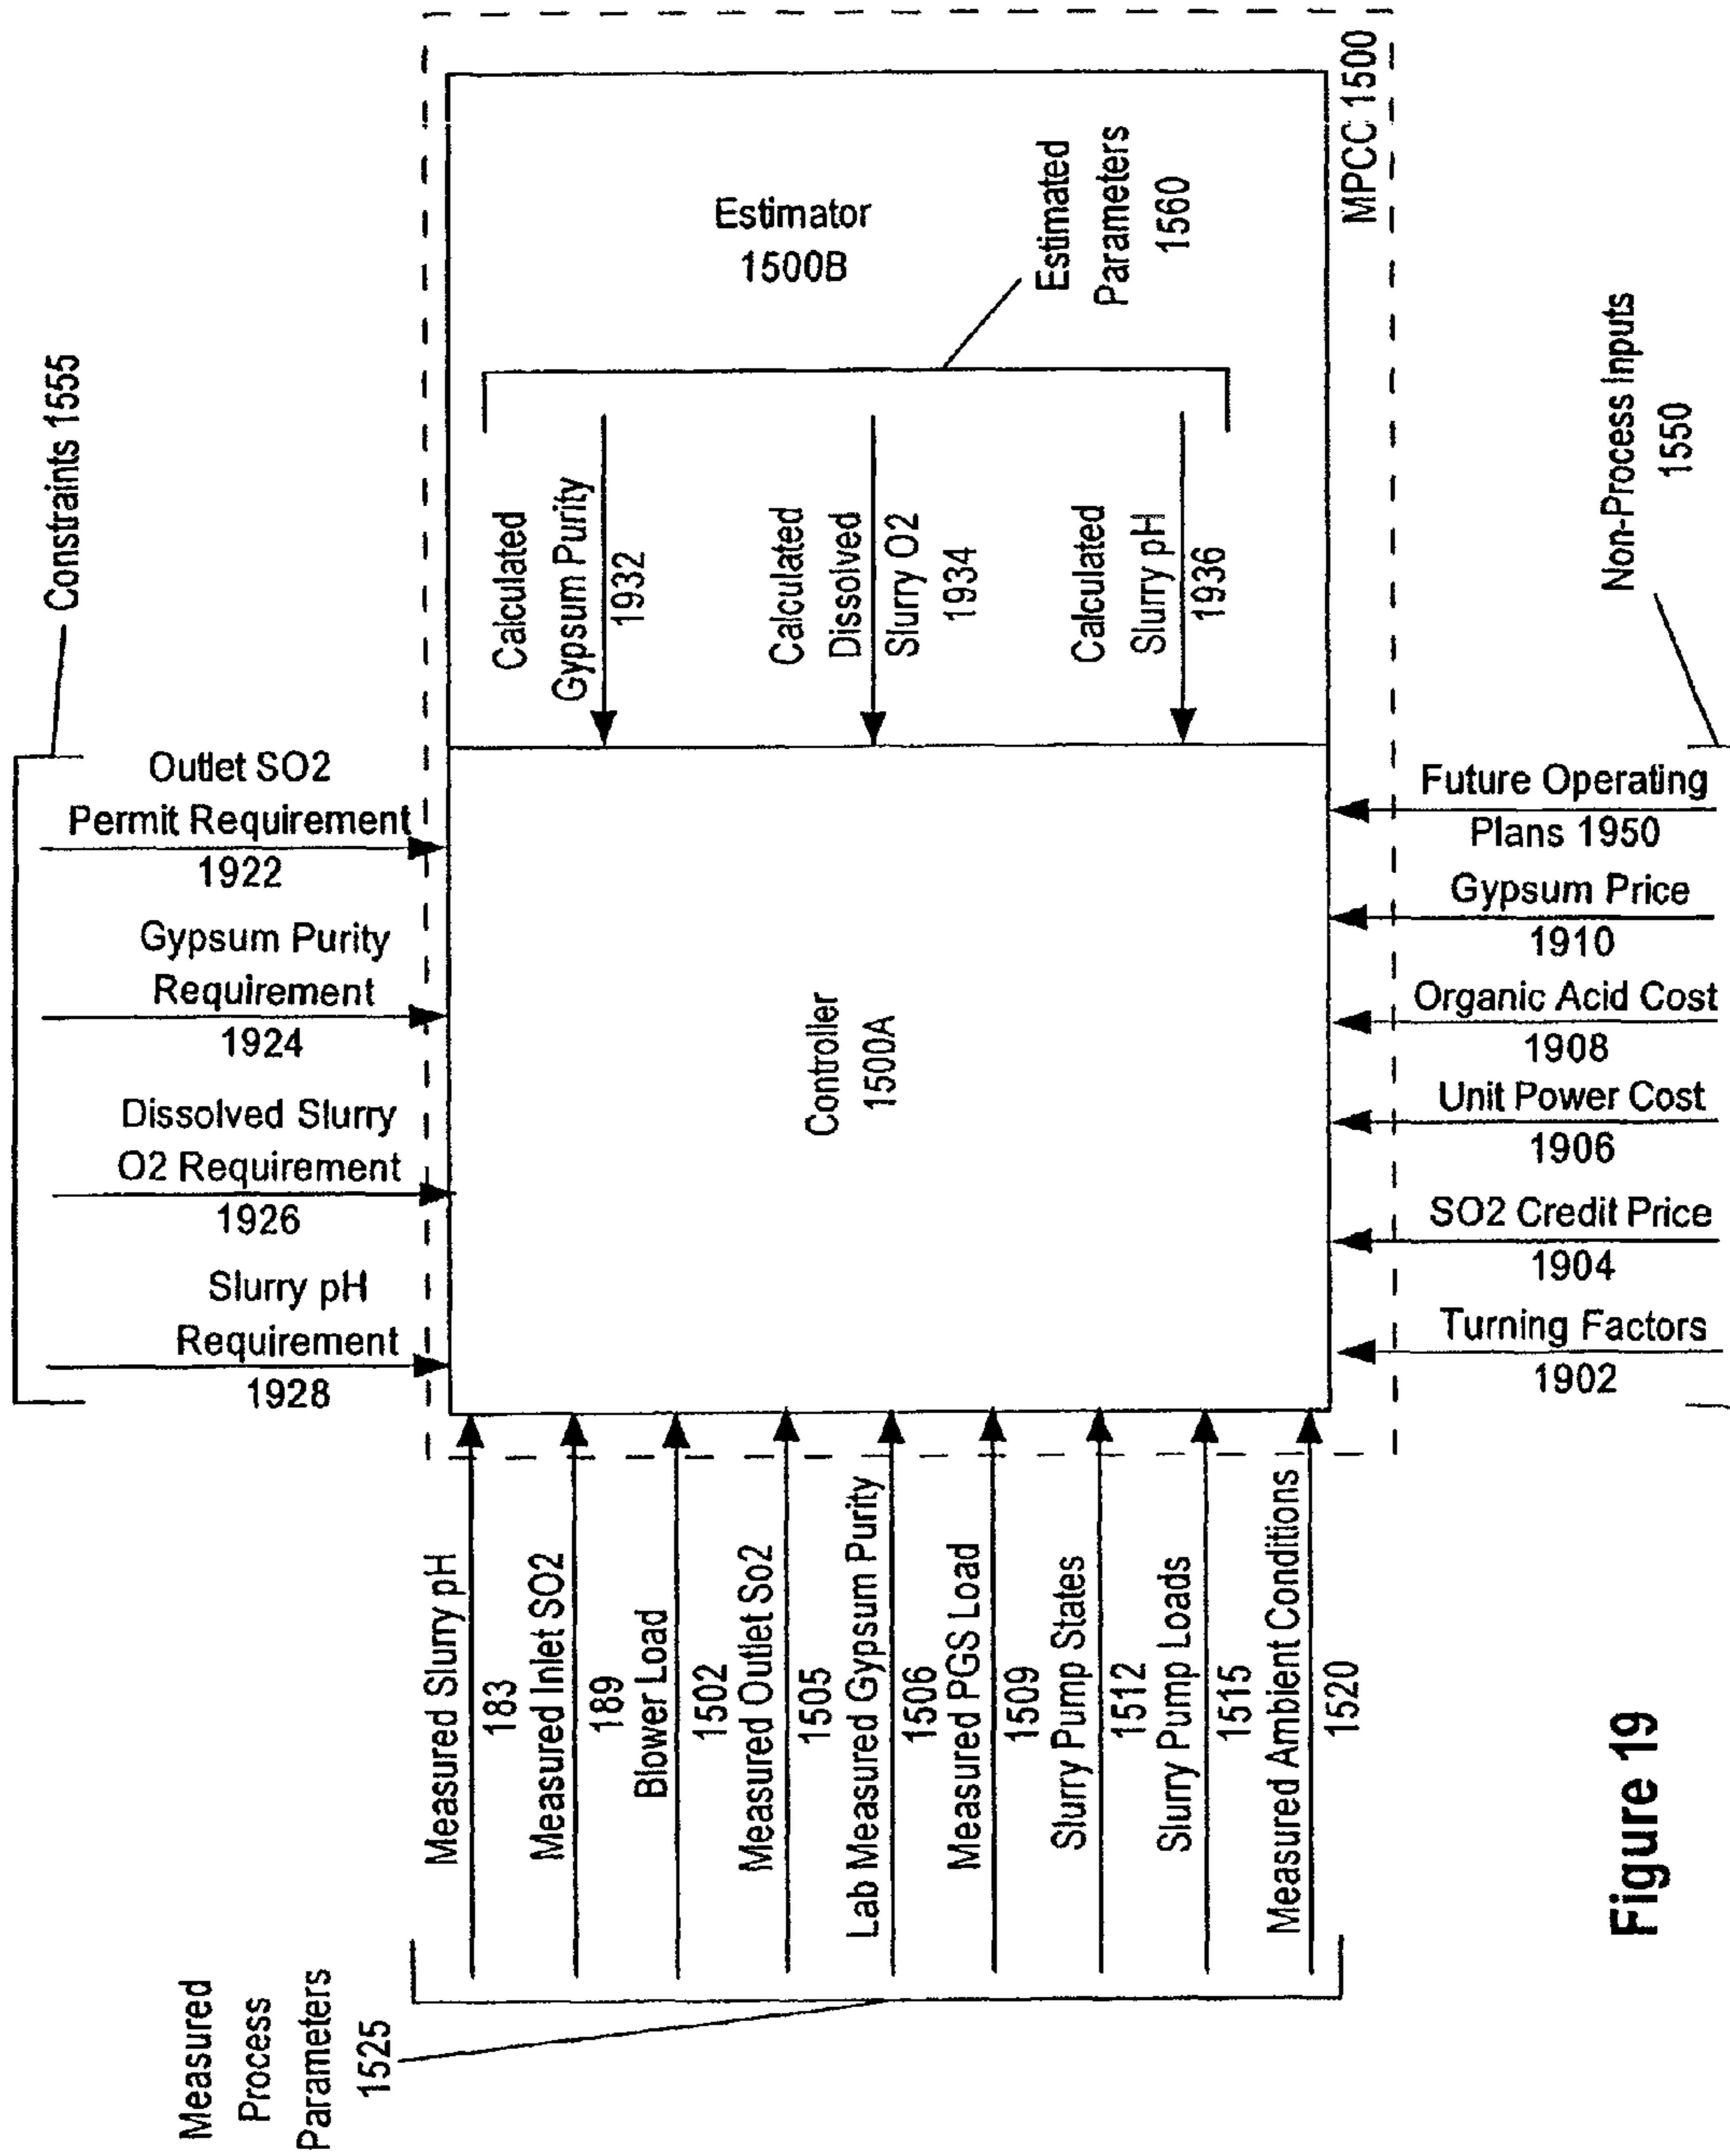 Constraints 1555
Outlet SO2
Permit Requirement
1922
Gypsum Purity
Requirement
1924
Dissolved Slurry
O2 Requirement
1926
Slurry pH
Requirement
1928
Measured
Process
Parameters
1525
Measured Slurry pH
183
Measured Inlet SO2
189
Blower Load
1502
Measured Outlet So2
1505
Lab Measured Gypsum Purity
1506
Measured PGS Load
1509
Slurry Pump States
1512
Slurry Pump Loads
1515
Measured Ambient Conditions
1520
Controller
1500A
Calculated
Gypsum Purity
1932
Calculated
Dissolved
Slurry O2
1934
Calculated
Slurry pH
1936
Estimator
1500B
Estimated
Parameters
1560
MPCC 1500
Future Operating
Plans 1950
Gypsum Price
1910
Organic Acid Cost
1908
Unit Power Cost
1906
SO2 Credit Price
1904
Turning Factors
1902
Non-Process Inputs
1550
Figure 19